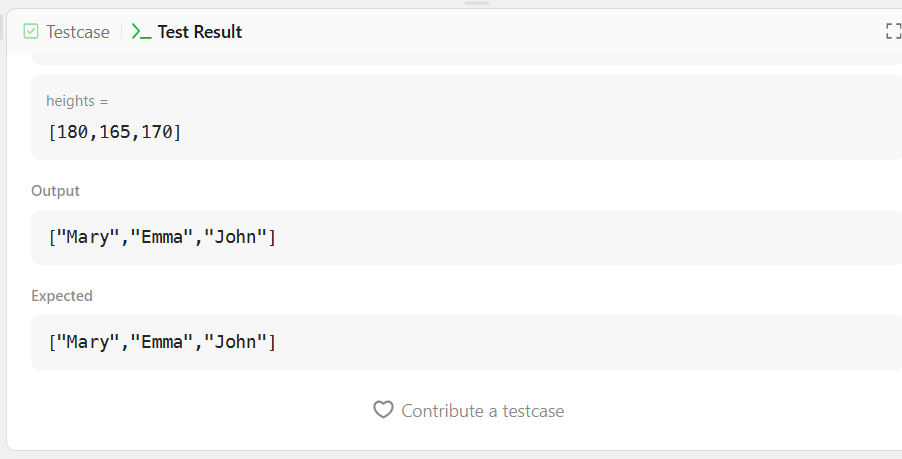 Testcase
Test Result
heights =
[180,165,170]
Output
["Mary","Emma","John"]
Expected
["Mary","Emma","John"]
Contribute a testcase